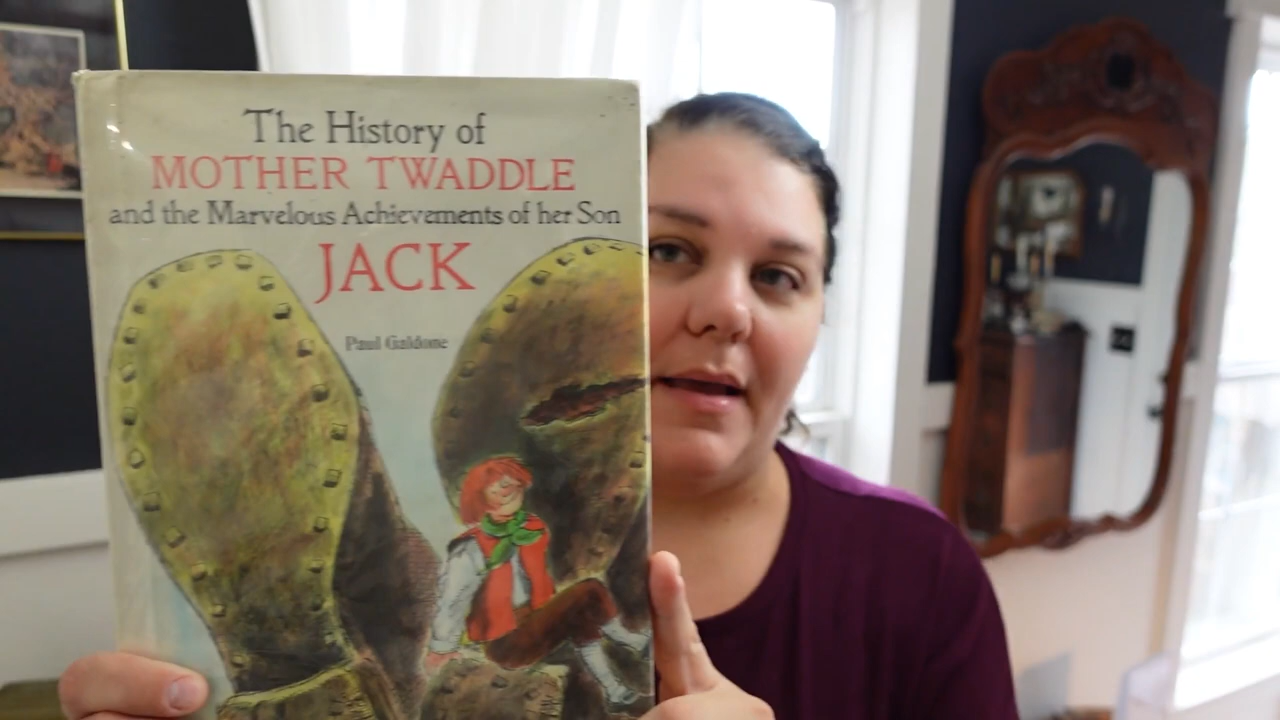 The History of
MOTHER TWADDLE
and the Marvelous Achievements of her Son
JACK
Paul Galdone